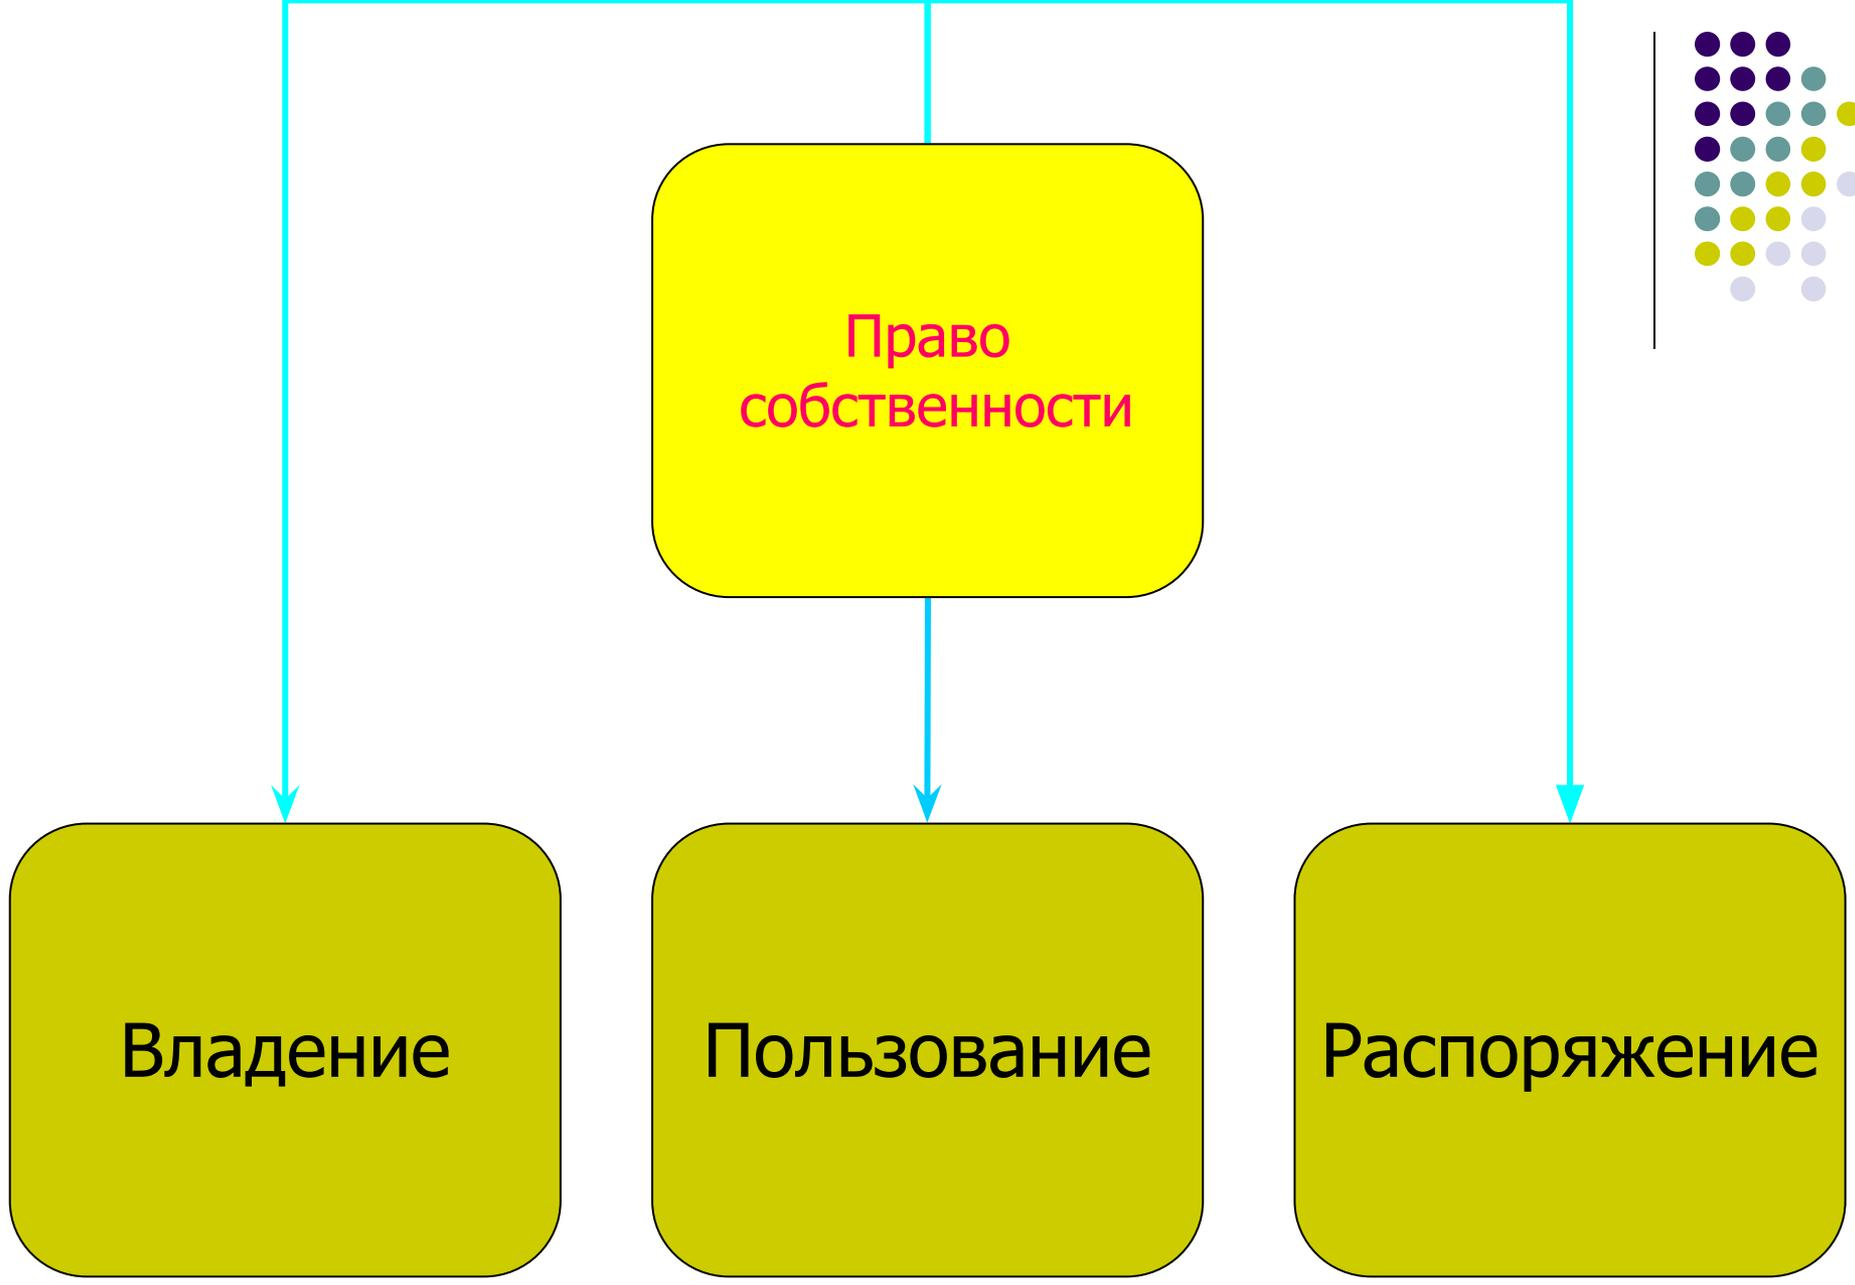 Право
собственности
Владение
Пользование
Распоряжение